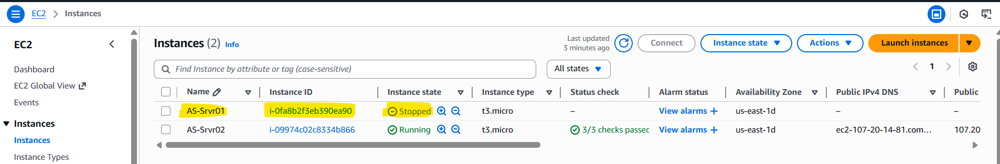 EC2 > Instances
EC2
Dashboard
EC2 Global View
Events
Instances
Instances
Instance Types
Instances (2) Info
Last updated
3 minutes ago
Connect
Instance state
Actions
Launch instances
Find Instance by attribute or tag (case-sensitive)
All states
1
Name Instance ID Instance state Instance type Status check Alarm status Availability Zone Public IPv4 DNS Public
AS-Srvr01 i-0fa8b2f3eb390ea90 Stopped t3.micro – View alarms + us-east-1d – –
AS-Srvr02 i-09974c02c8334b866 Running t3.micro 3/3 checks passec View alarms + us-east-1d ec2-107-20-14-81.com... 107.20